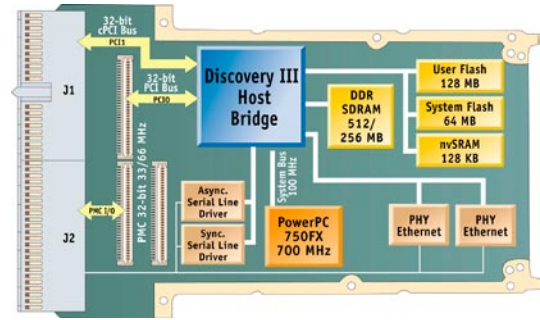 32-bit
cPCI Bus
PCI1
J1
32-bit
PCI Bus
PCI0
Discovery III
Host
Bridge
DDR
SDRAM
512/
256 MB
User Flash
128 MB
System Flash
64 MB
nvSRAM
128 KB
PMC 32-bit 33/66 MHz
System Bus
100 MHz
J2
PMC I/O
Async.
Serial Line
Driver
Sync.
Serial Line
Driver
PowerPC
750FX
700 MHz
PHY
Ethernet
PHY
Ethernet